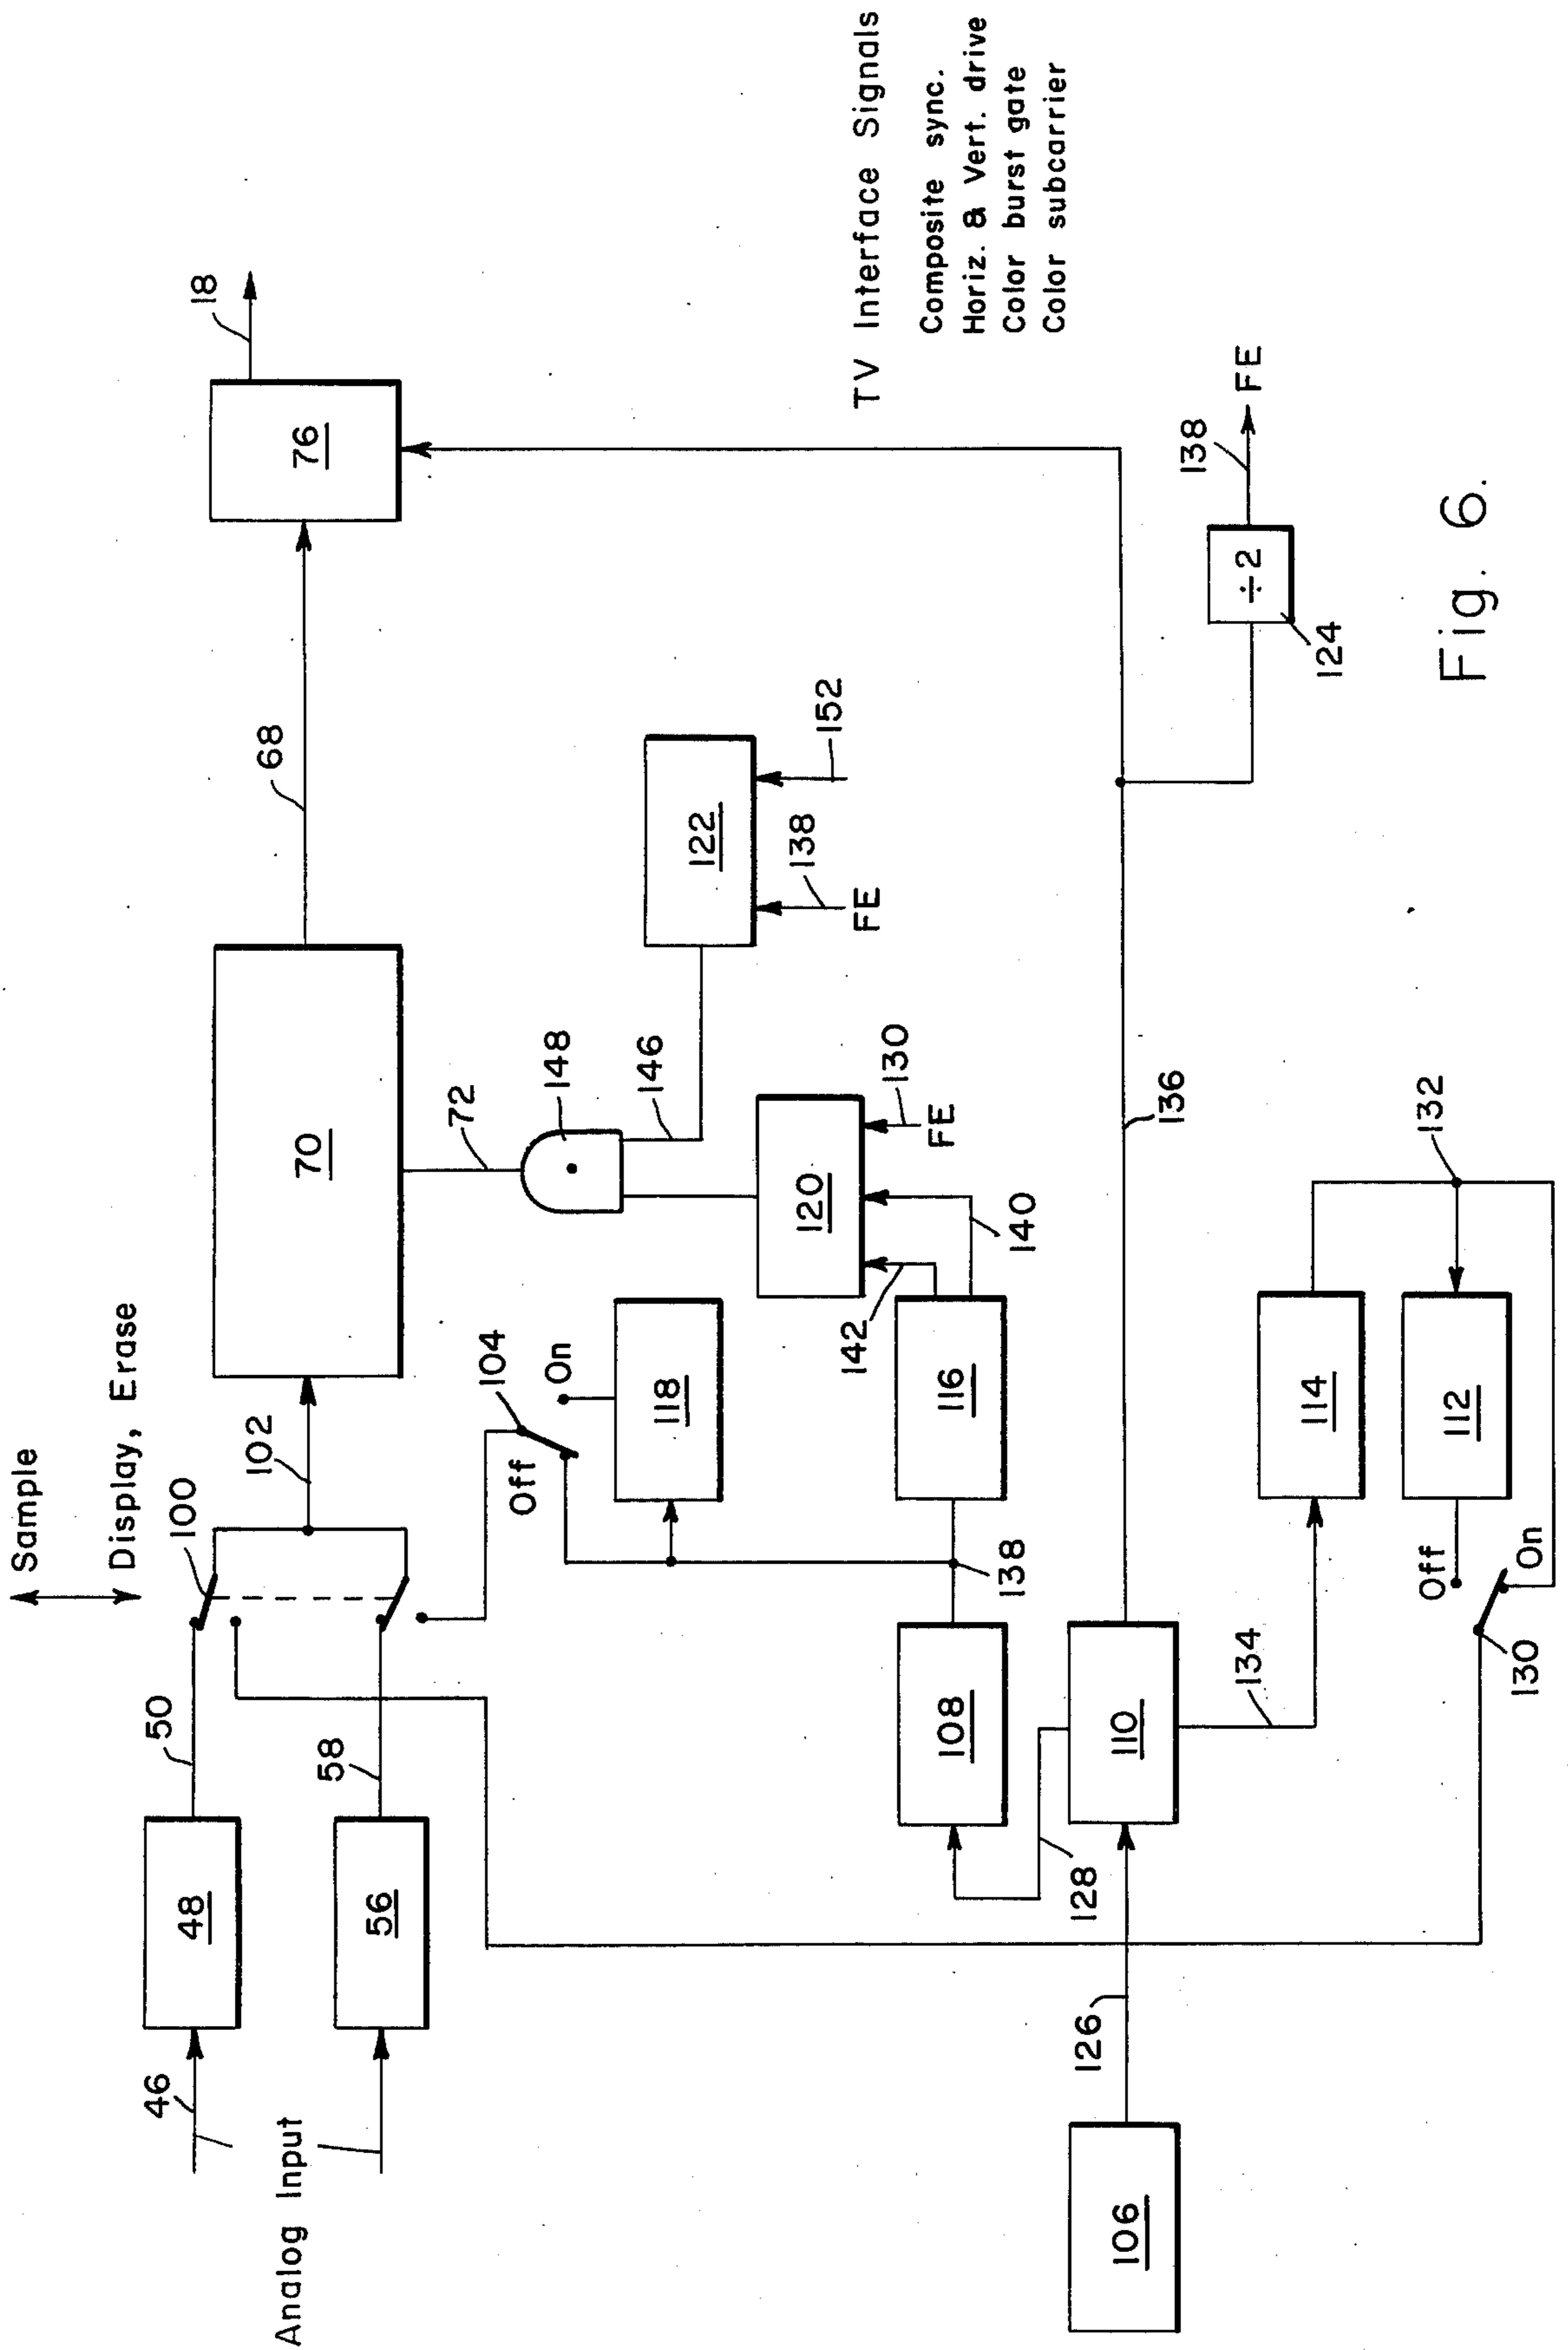 Sample
Display, Erase
100
102
50
48
46
Analog Input
58
56
70
68
76
18
72
148
146
122
138
FE
152
104
On
Off
118
120
130
FE
140
142
116
138
108
128
110
134
126
106
136
114
132
112
Off
On
130
÷2
124
138
FE
TV Interface Signals
Composite sync.
Horiz. & Vert. drive
Color burst gate
Color subcarrier
Fig. 6.